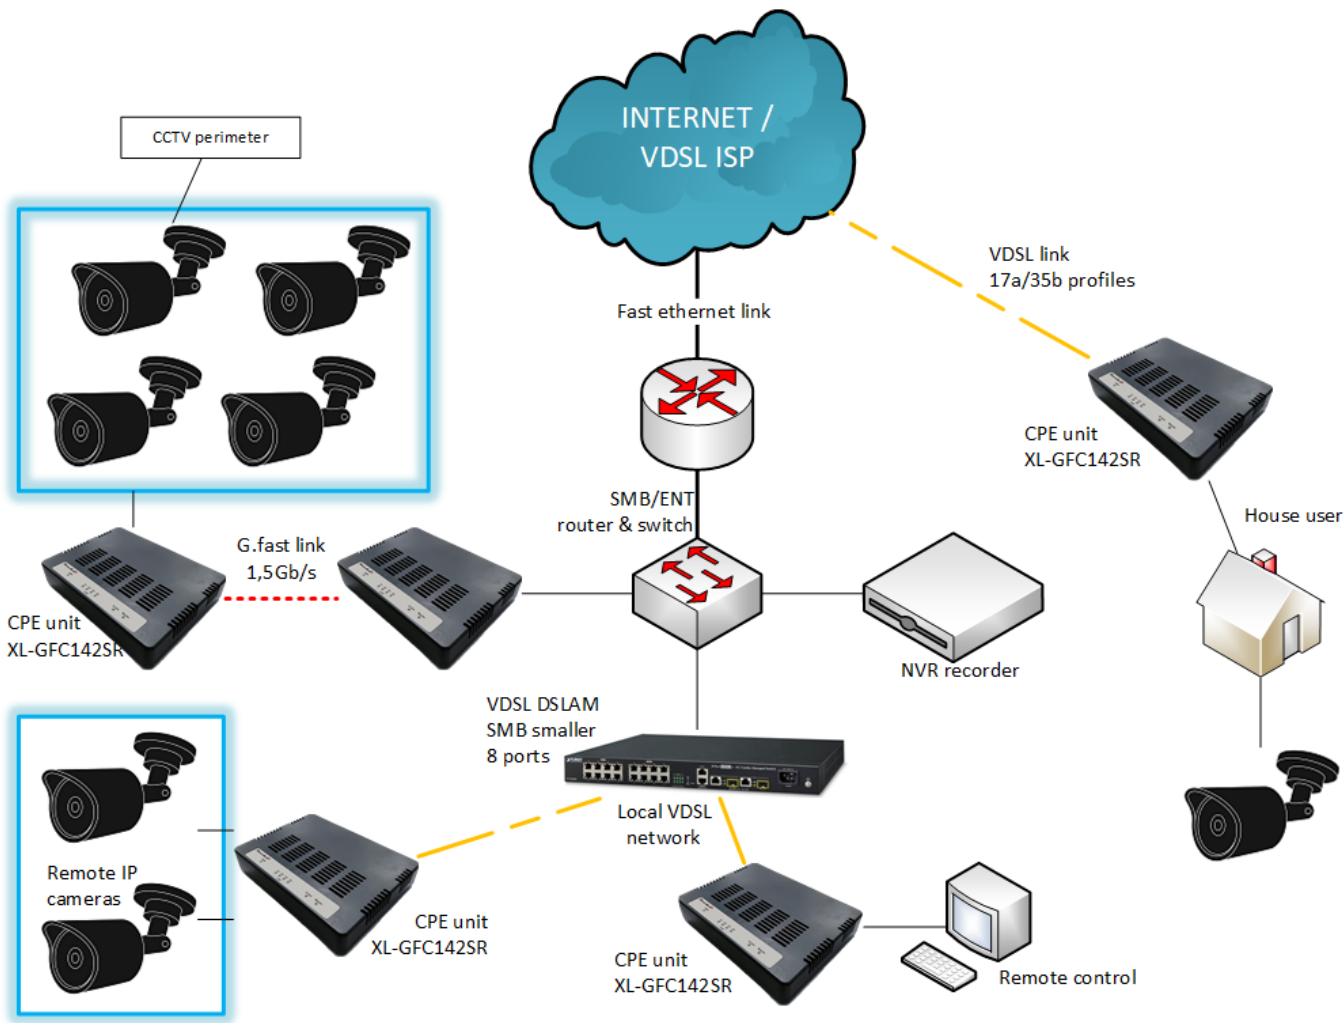 INTERNET /
VDSL ISP
CCTV perimeter
VDSL link
17a/35b profiles
Fast ethernet link
CPE unit
XL-GFC142SR
SMB/ENT
router & switch
House user
G.fast link
1,5Gb/s
CPE unit
XL-GFC142SR
NVR recorder
VDSL DSLAM
SMB smaller
8 ports
Local VDSL
network
Remote IP
cameras
CPE unit
XL-GFC142SR
CPE unit
XL-GFC142SR
Remote control